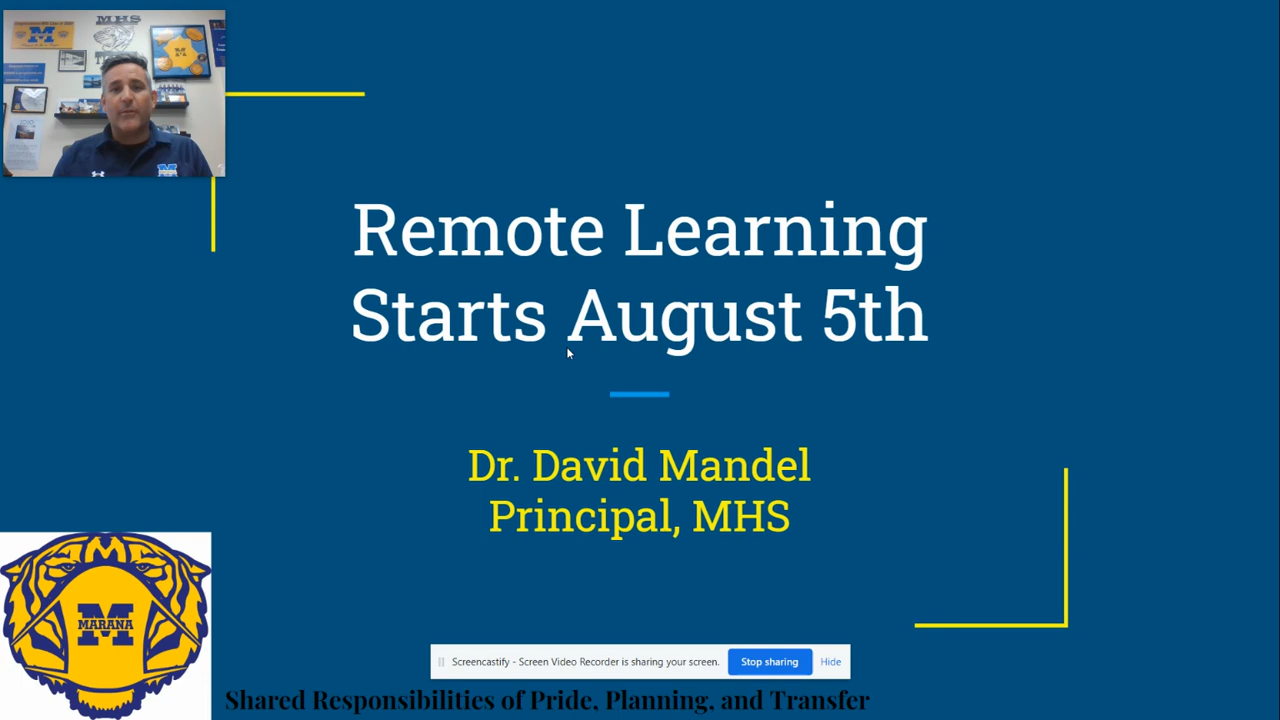 MHS
M
M
M
Remote Learning
Starts August 5th
Dr. David Mandel
Principal, MHS
M
MARANA
Screencastify - Screen Video Recorder is sharing your screen.
Stop sharing
Hide
Shared Responsibilities of Pride, Planning, and Transfer